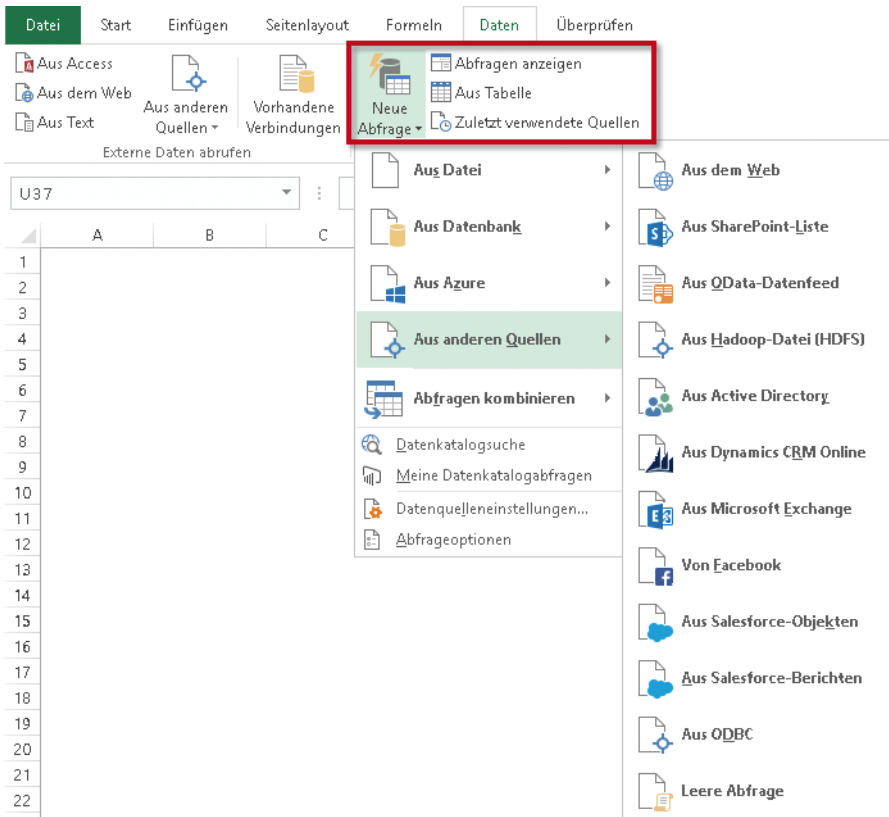 Datei Start Einfügen Seitenlayout Formeln Daten Überprüfen
Aus Access
Aus dem Web
Aus Text
Aus anderen
Quellen
Vorhandene
Verbindungen
Externe Daten abrufen
Neue
Abfrage
Abfragen anzeigen
Aus Tabelle
Zuletzt verwendete Quellen
U37
A B C
1
2
3
4
5
6
7
8
9
10
11
12
13
14
15
16
17
18
19
20
21
22
Aus Datei
Aus Datenbank
Aus Azure
Aus anderen Quellen
Abfragen kombinieren
Datenkatalogsuche
Meine Datenkatalogabfragen
Datenquelleneinstellungen...
Abfrageoptionen
Aus dem Web
Aus SharePoint-Liste
Aus OData-Datenfeed
Aus Hadoop-Datei (HDFS)
Aus Active Directory
Aus Dynamics CRM Online
Aus Microsoft Exchange
Von Facebook
Aus Salesforce-Objekten
Aus Salesforce-Berichten
Aus ODBC
Leere Abfrage